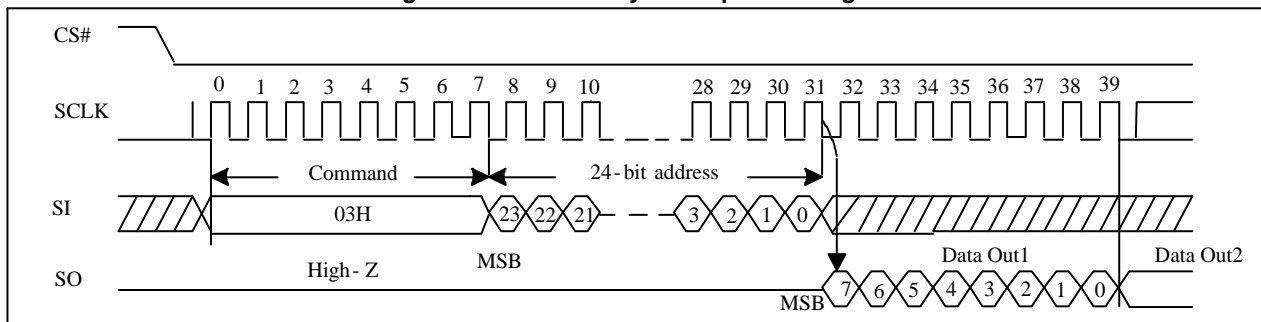 CS#
0 1 2 3 4 5 6 7 8 9 10 28 29 30 31 32 33 34 35 36 37 38 39
SCLK
Command 24-bit address
SI 03H 23 22 21 3 2 1 0
High-Z MSB Data Out1 Data Out2
SO MSB 7 6 5 4 3 2 1 0